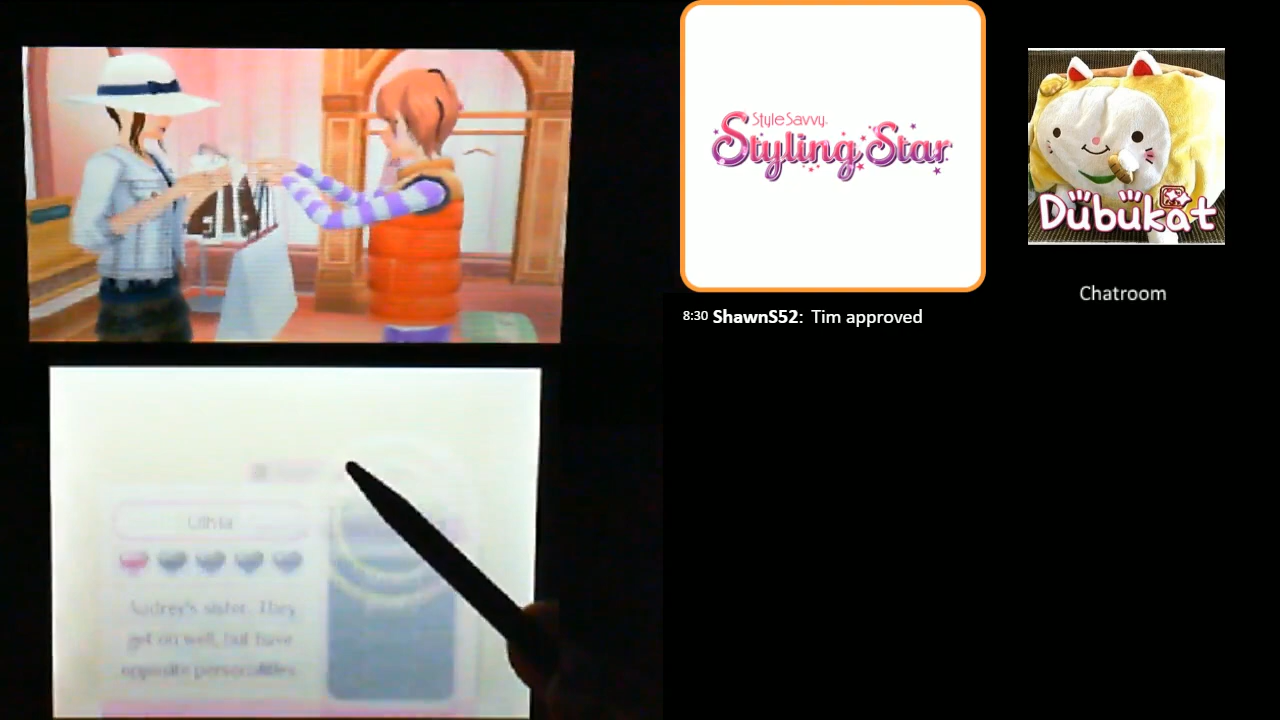 Style Savvy
Styling Star
Dubukat
Chatroom
8:30 ShawnS52: Tim approved
Olivia
Audrey's sister. They
get on well, but have
opposite personalities.